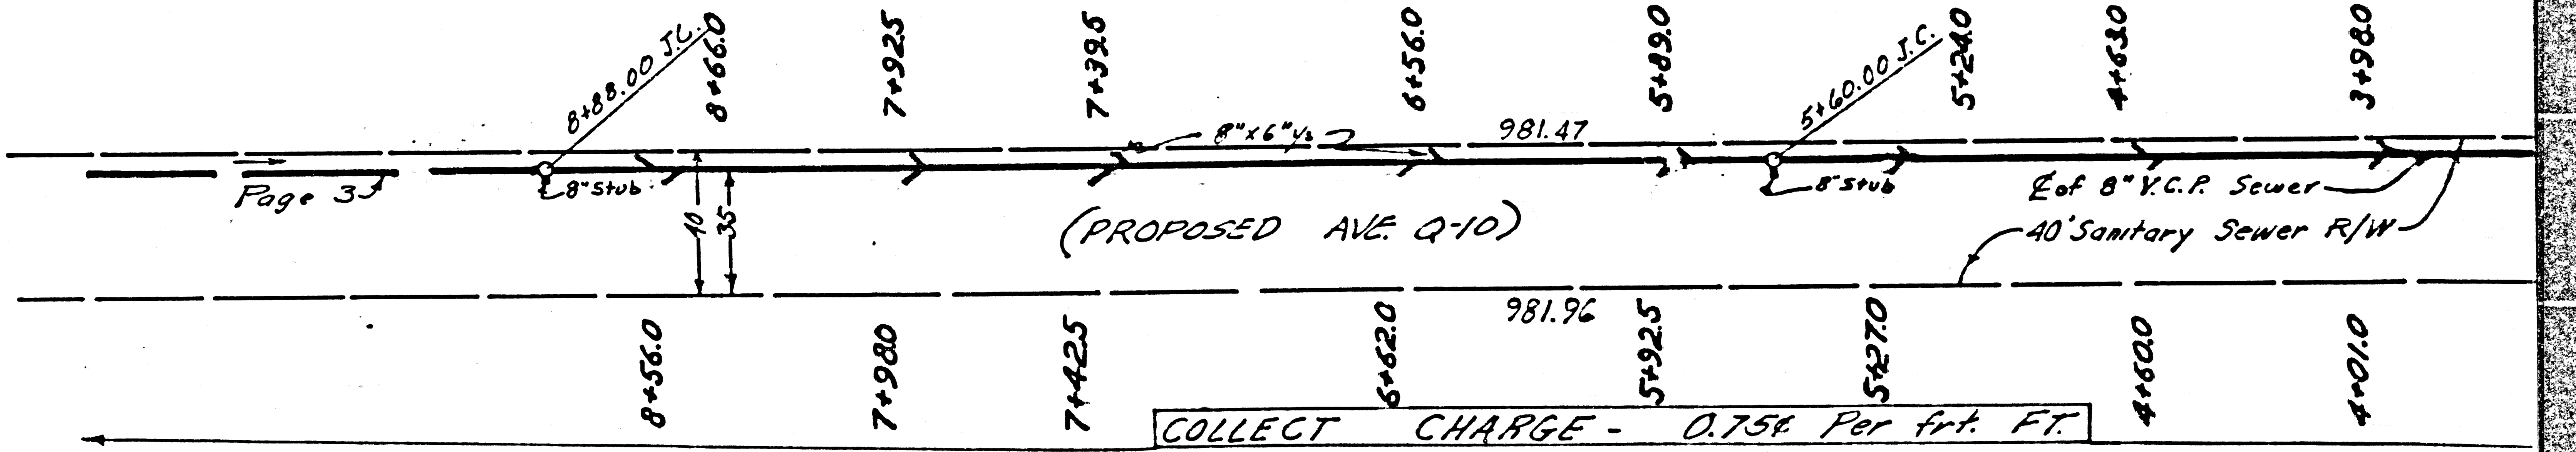 8+88.00 J.C.
8+66.0
7+92.5
7+39.5
6+56.0
5+89.0
5+60.00 J.C.
5+24.0
4+63.0
3+98.0
8"x6" ys
981.47
Page 3
8" Stub
8" Stub
℄ of 8" V.C.P. Sewer
40
35
(PROPOSED AVE. Q-10)
40' Sanitary Sewer R/W
981.96
8+56.0
7+98.0
7+42.5
6+62.0
5+92.5
5+27.0
4+60.0
4+01.0
COLLECT CHARGE - 0.75¢ Per frt. FT.